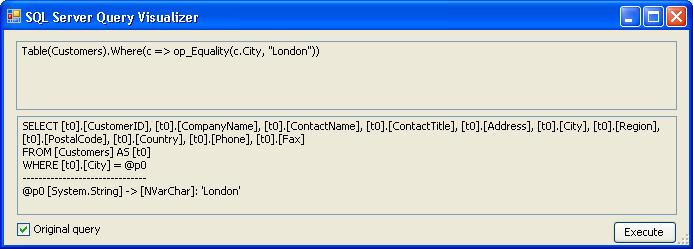 SQL Server Query Visualizer
Table(Customers).Where(c => op_Equality(c.City, "London"))
SELECT [t0].[CustomerID], [t0].[CompanyName], [t0].[ContactName], [t0].[ContactTitle], [t0].[Address], [t0].[City], [t0].[Region],
[t0].[PostalCode], [t0].[Country], [t0].[Phone], [t0].[Fax]
FROM [Customers] AS [t0]
WHERE [t0].[City] = @p0
-------------------------------
@p0 [System.String] -> [NVarChar]: 'London'
Original query
Execute